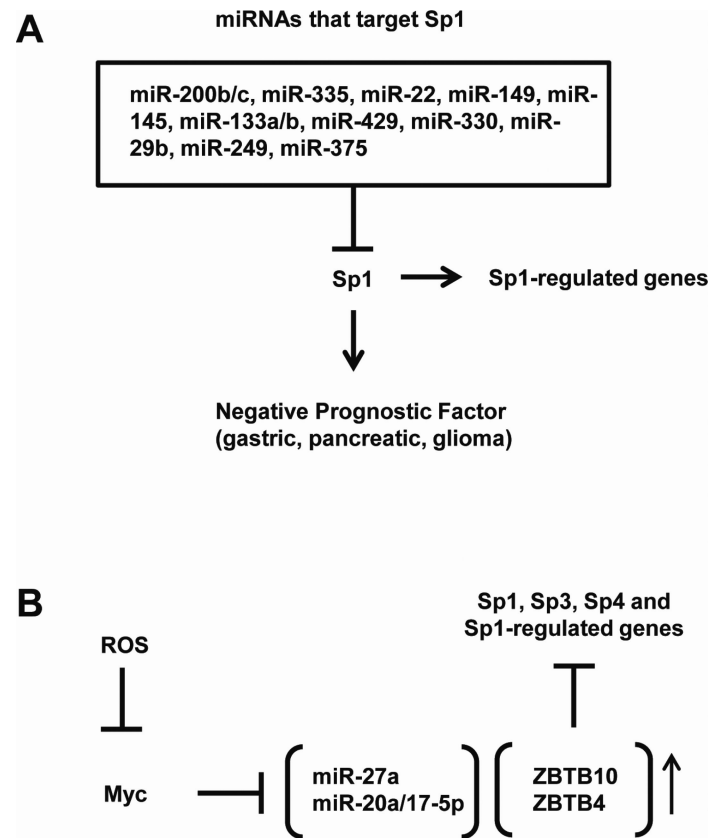 A
miRNAs that target Sp1
miR-200b/c, miR-335, miR-22, miR-149, miR-
145, miR-133a/b, miR-429, miR-330, miR-
29b, miR-249, miR-375
Sp1
Sp1-regulated genes
Negative Prognostic Factor
(gastric, pancreatic, glioma)
B
Sp1, Sp3, Sp4 and
Sp1-regulated genes
ROS
Myc
miR-27a
miR-20a/17-5p
ZBTB10
ZBTB4